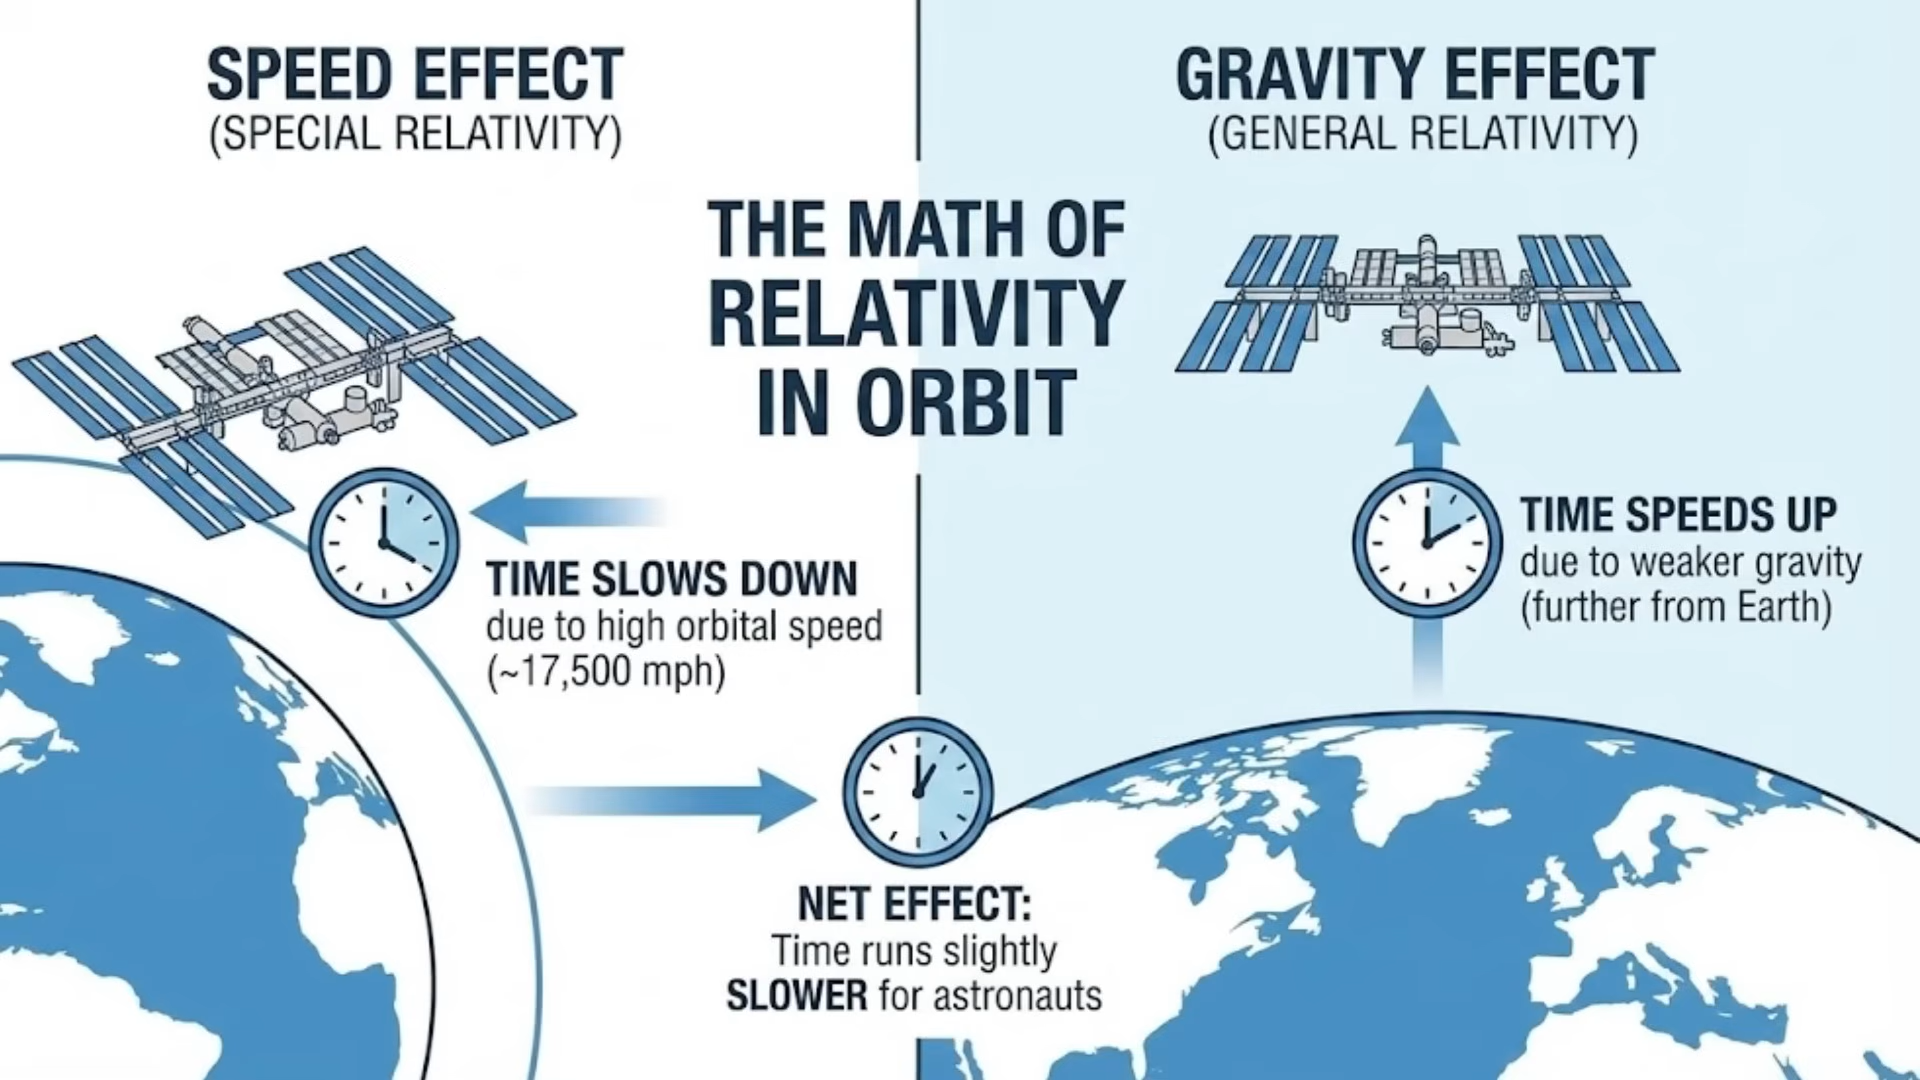 SPEED EFFECT
(SPECIAL RELATIVITY)
GRAVITY EFFECT
(GENERAL RELATIVITY)
THE MATH OF
RELATIVITY
IN ORBIT
TIME SLOWS DOWN
due to high orbital speed
(~17,500 mph)
TIME SPEEDS UP
due to weaker gravity
(further from Earth)
NET EFFECT:
Time runs slightly
SLOWER for astronauts